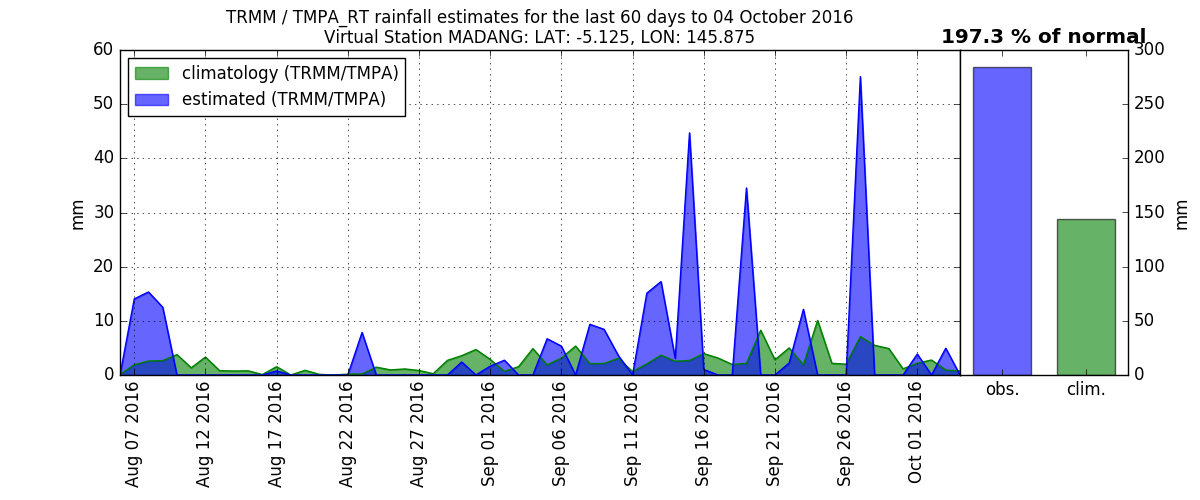 TRMM / TMPA_RT rainfall estimates for the last 60 days to 04 October 2016
Virtual Station MADANG: LAT: -5.125, LON: 145.875
197.3 % of normal
climatology (TRMM/TMPA)
estimated (TRMM/TMPA)
mm
60
50
40
30
20
10
0
Aug 07 2016
Aug 12 2016
Aug 17 2016
Aug 22 2016
Aug 27 2016
Sep 01 2016
Sep 06 2016
Sep 11 2016
Sep 16 2016
Sep 21 2016
Sep 26 2016
Oct 01 2016
300
250
200
150
100
50
0
mm
obs.
clim.